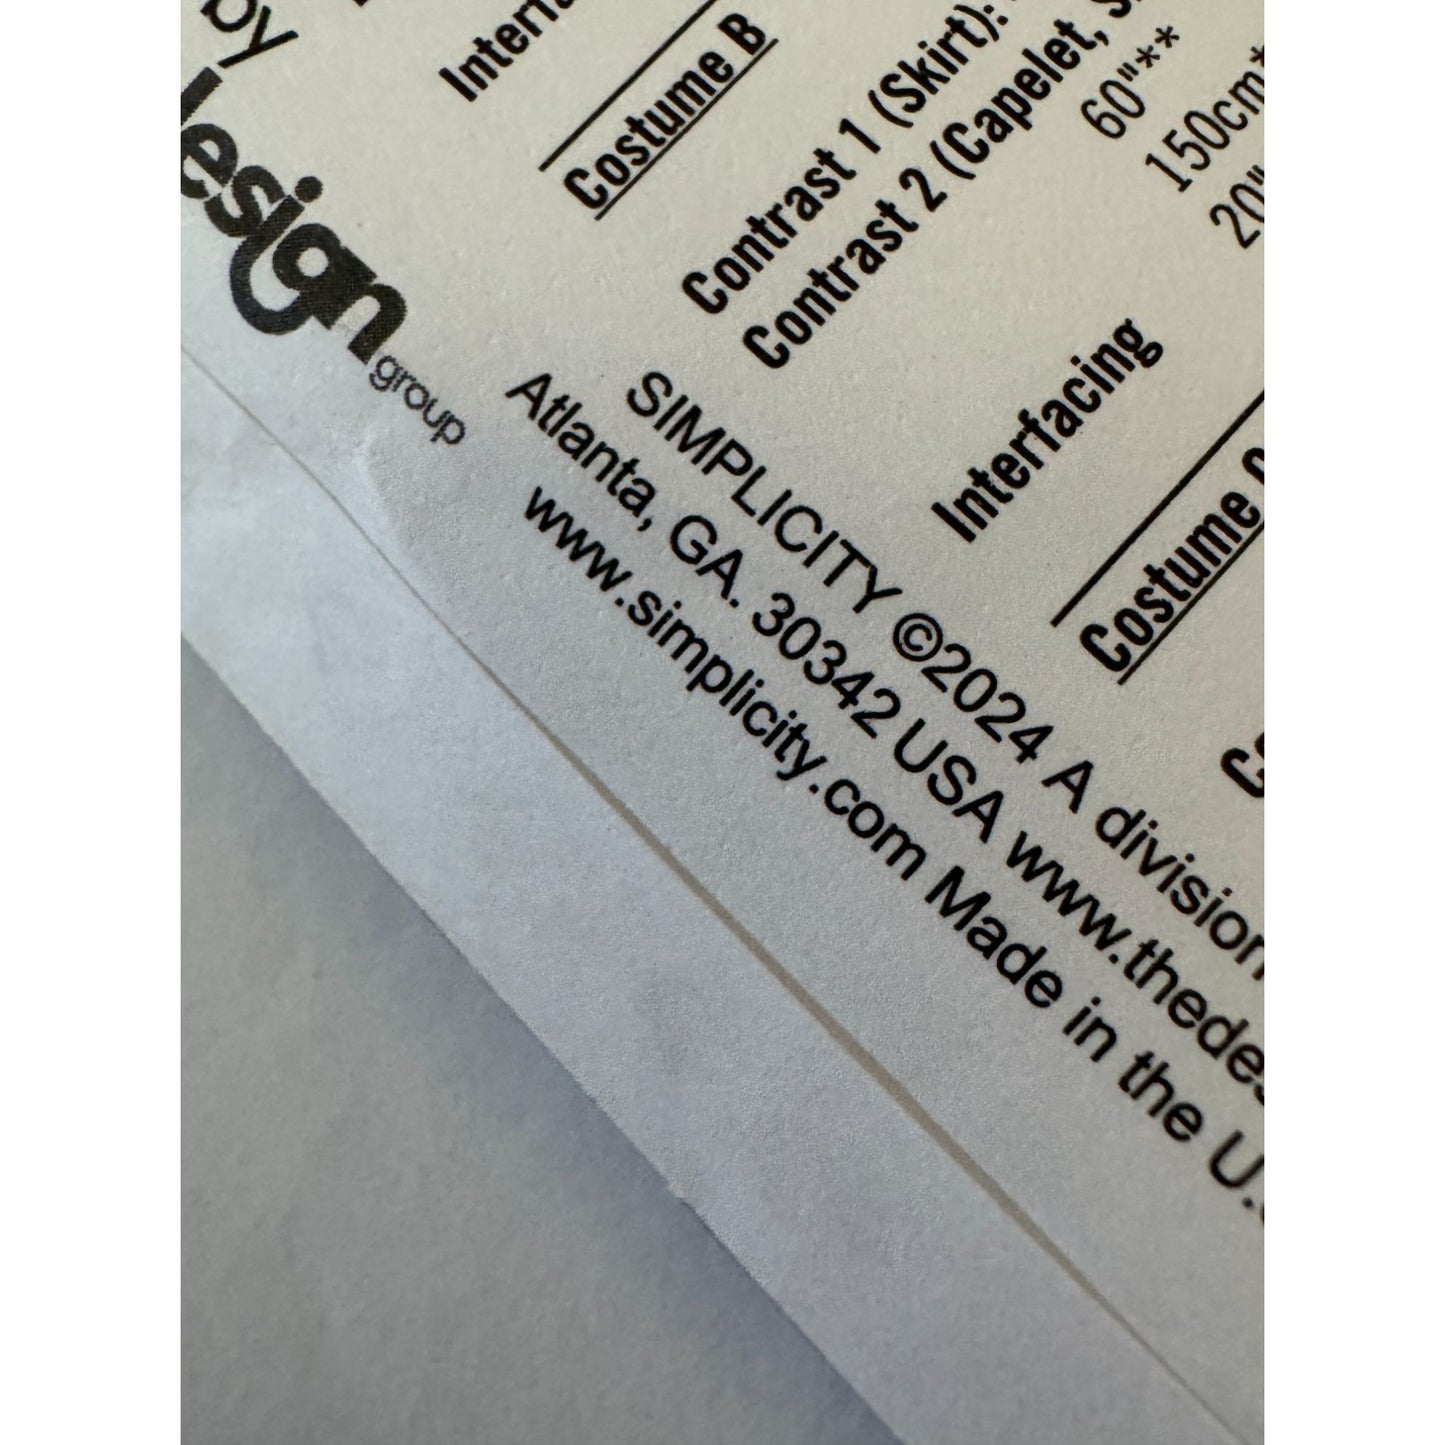 by
design
group
Costume B
Contrast 1 (Skirt):
Contrast 2 (Capelet,
60"**
150cm*
20"
Interfacing
Costume
SIMPLICITY ©2024 A division
Atlanta, GA. 30342 USA www.thedes
www.simplicity.com Made in the U.